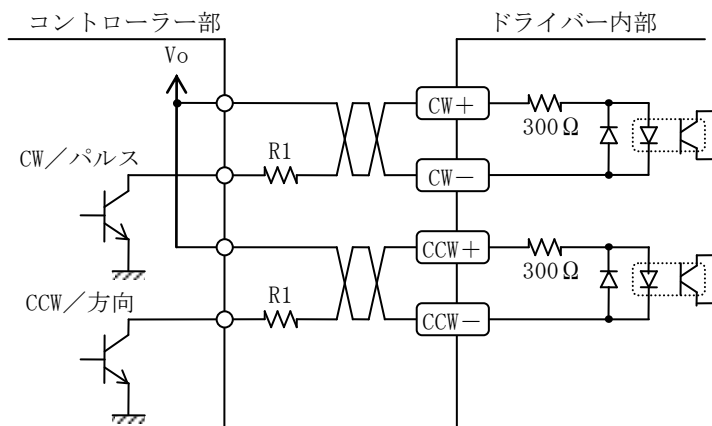 コントローラー部
ドライバー内部
Vo
CW+
300Ω
CW/パルス
R1
CW-
CCW+
300Ω
CCW/方向
R1
CCW-